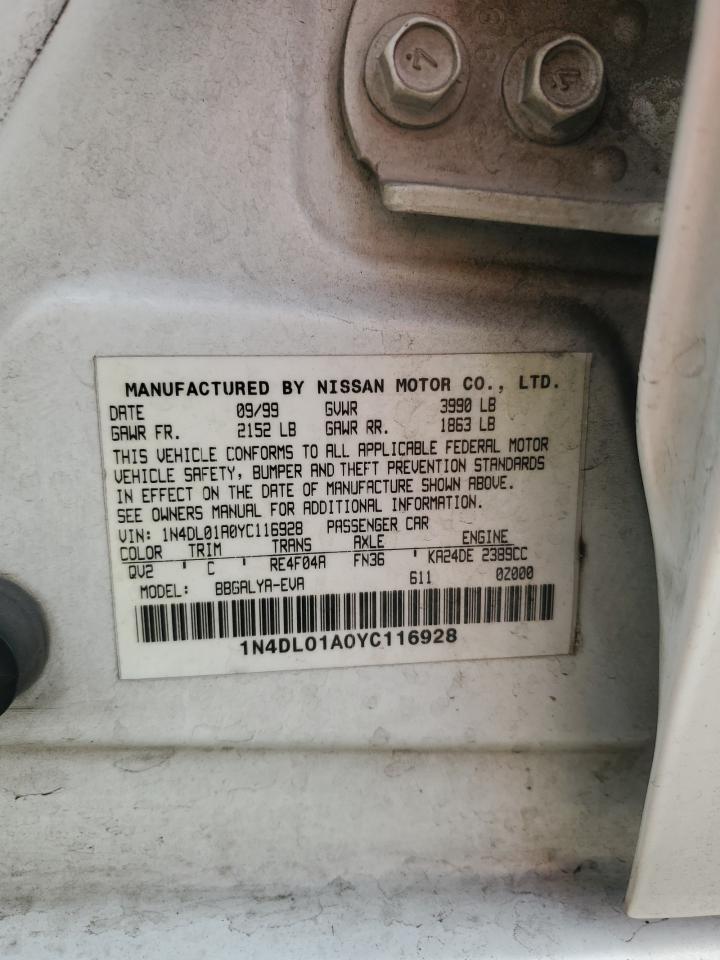 MANUFACTURED BY NISSAN MOTOR CO., LTD.
DATE 09/99 GVWR 3990 LB
GAWR FR. 2152 LB GAWR RR. 1863 LB
THIS VEHICLE CONFORMS TO ALL APPLICABLE FEDERAL MOTOR
VEHICLE SAFETY, BUMPER AND THEFT PREVENTION STANDARDS
IN EFFECT ON THE DATE OF MANUFACTURE SHOWN ABOVE.
SEE OWNERS MANUAL FOR ADDITIONAL INFORMATION.
VIN: 1N4DL01A0YC116928 PASSENGER CAR
COLOR TRIM TRANS AXLE ENGINE
QV2 ' C ' RE4F04A FN36 ' KA24DE 2389CC
MODEL: BBGALYA-EVA 611 0Z000
1N4DL01A0YC116928